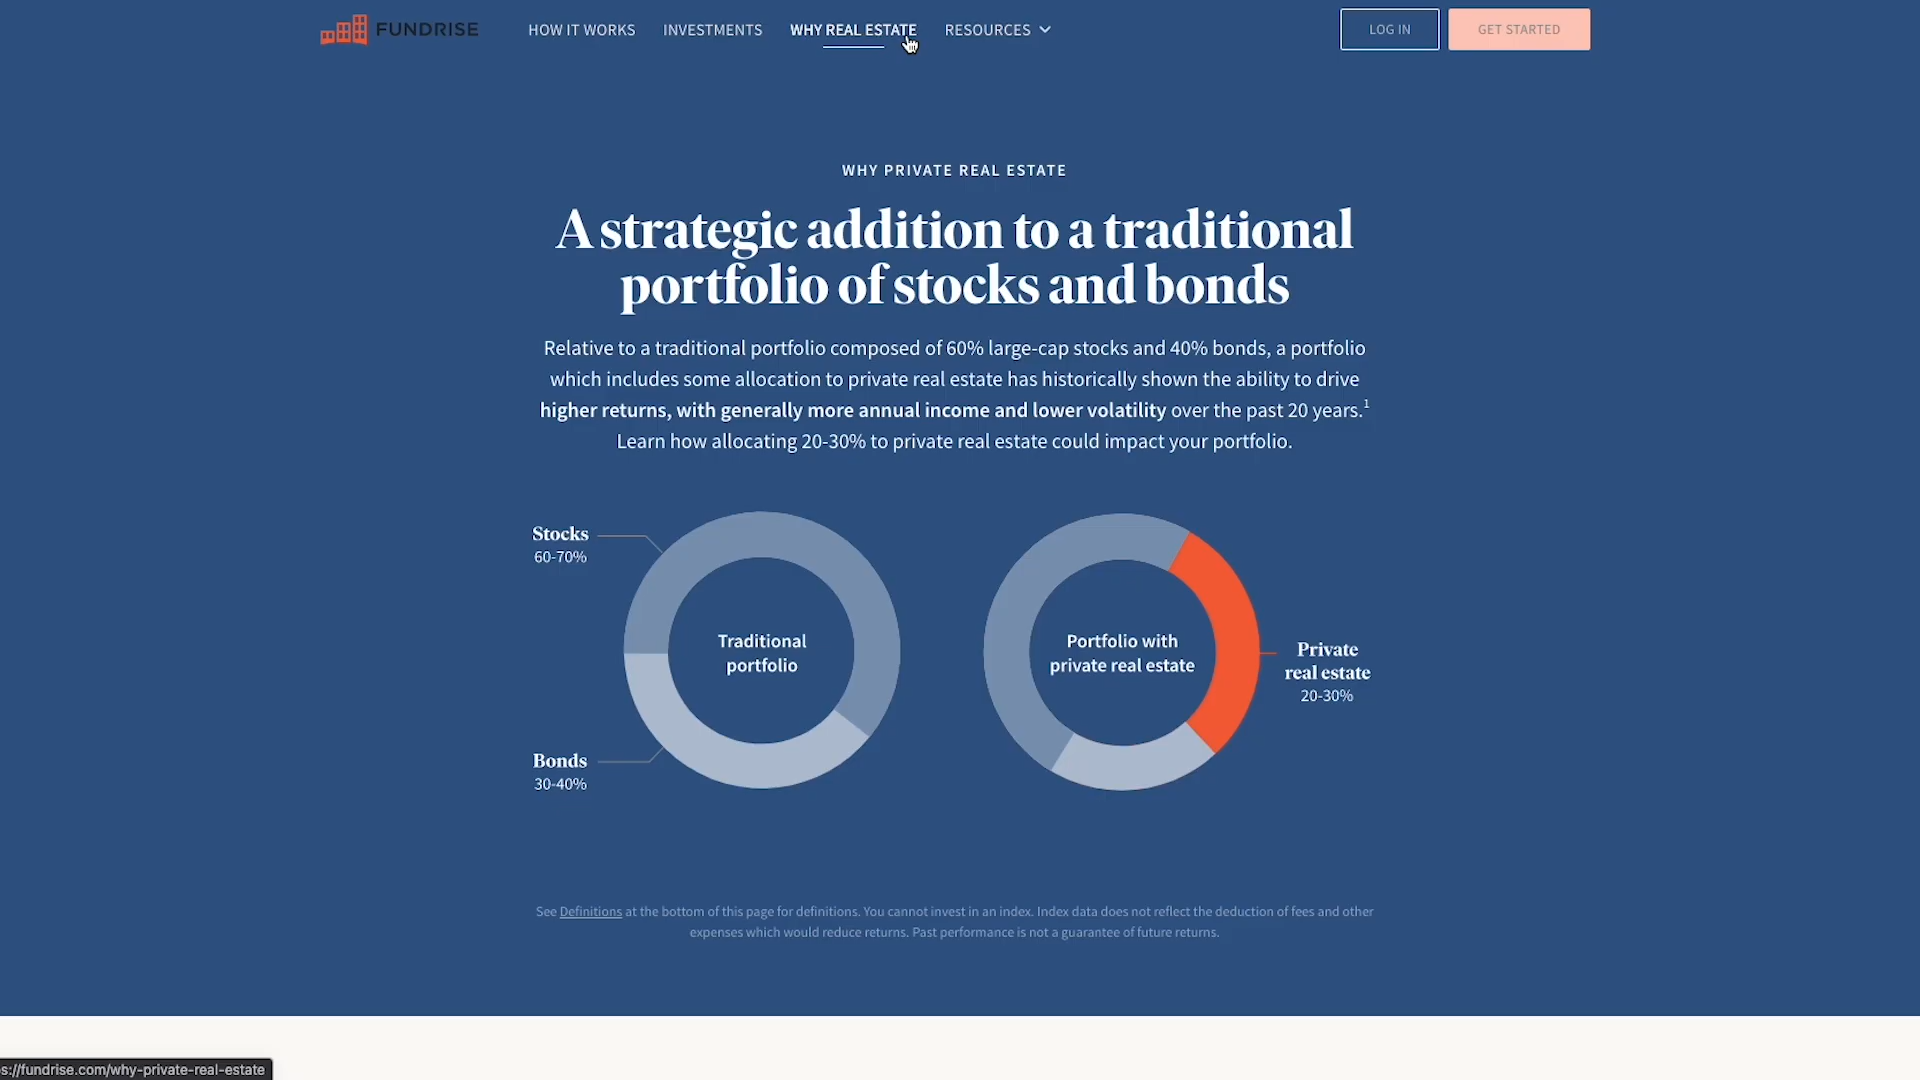 FUNDRISE
HOW IT WORKS
INVESTMENTS
WHY REAL ESTATE
RESOURCES
LOG IN
GET STARTED
WHY PRIVATE REAL ESTATE
A strategic addition to a traditional
portfolio of stocks and bonds
Relative to a traditional portfolio composed of 60% large-cap stocks and 40% bonds, a portfolio
which includes some allocation to private real estate has historically shown the ability to drive
higher returns, with generally more annual income and lower volatility over the past 20 years.1
Learn how allocating 20-30% to private real estate could impact your portfolio.
Stocks
60-70%
Traditional
portfolio
Bonds
30-40%
Portfolio with
private real estate
Private
real estate
20-30%
See Definitions at the bottom of this page for definitions. You cannot invest in an index. Index data does not reflect the deduction of fees and other
expenses which would reduce returns. Past performance is not a guarantee of future returns.
s://fundrise.com/why-private-real-estate